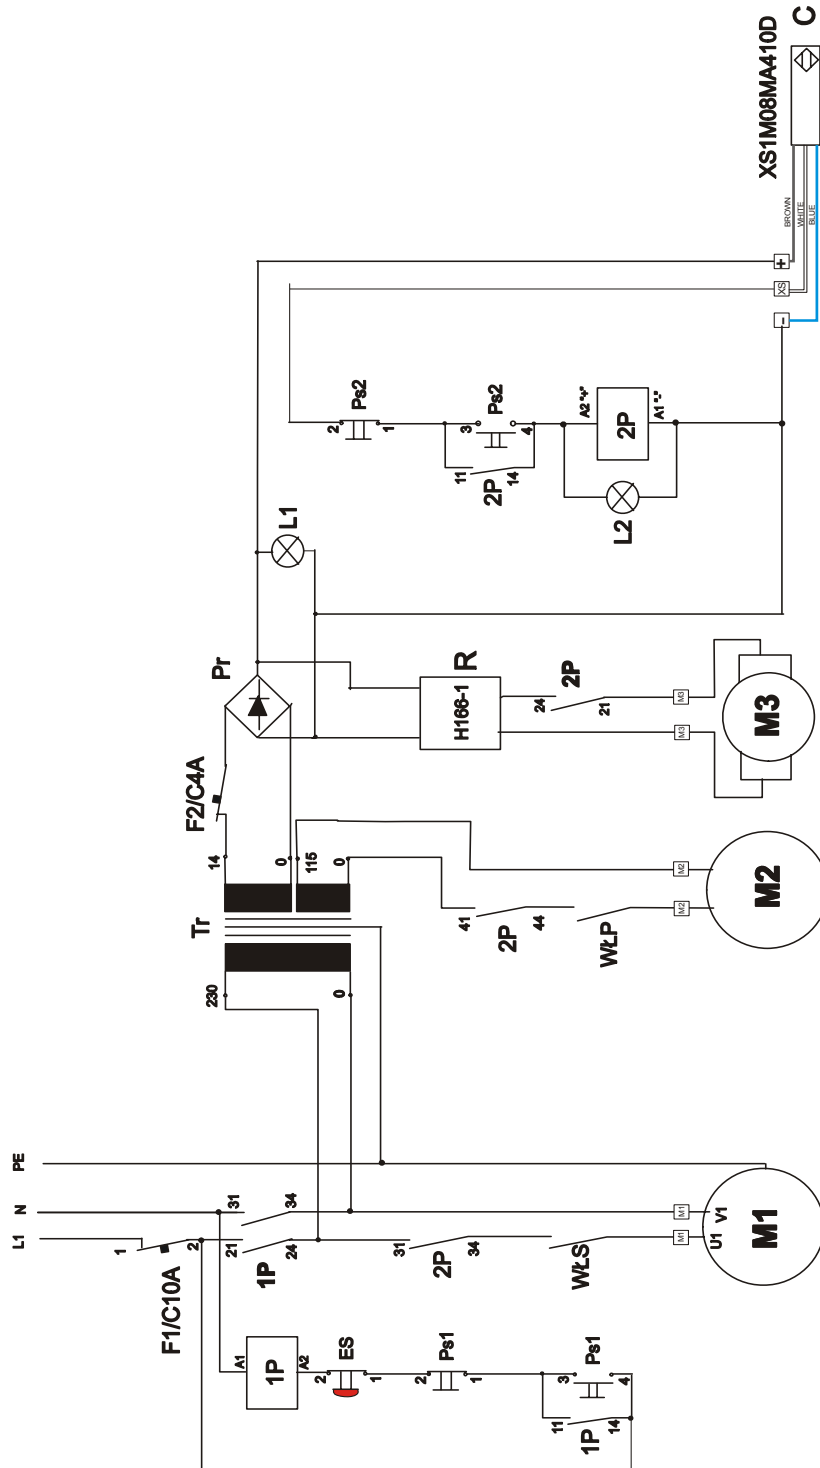 L1
N
PE
F1/C10A
1
2
1P
21
24
31
34
2P
31
34
WŁS
M1
M1
U1
V1
M1
A1
1P
A2
ES
2
1
Ps1
2
1
Ps1
3
4
1P
11
14
Tr
230
0
14
0
115
0
F2/C4A
Pr
L1
41
2P
44
WŁP
M2
M2
M2
H166-1
R
24
2P
21
M3
M3
M3
Ps2
2
1
Ps2
3
4
2P
11
14
A2 "+"
2P
A1 "-"
L2
+
XS
-
BROWN
WHITE
BLUE
XS1M08MA410D
C